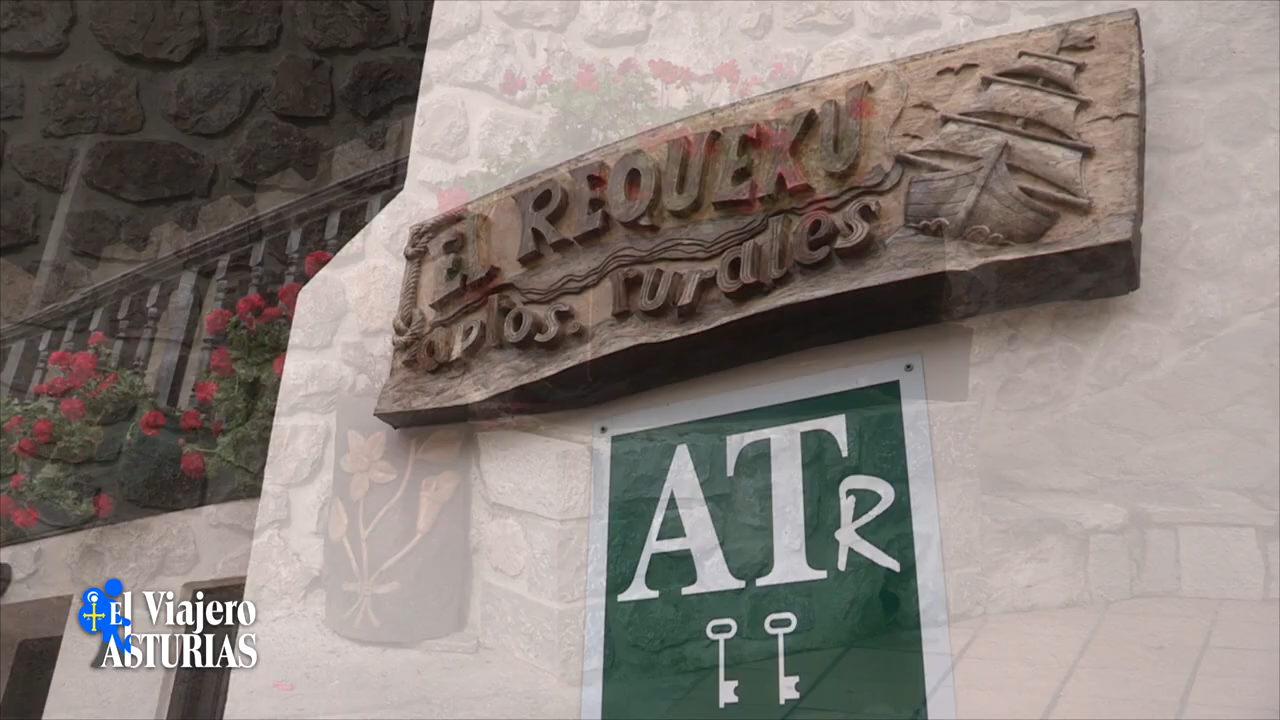 El REQUEXU
aptos. rurales
ATR
El Viajero
ASTURIAS